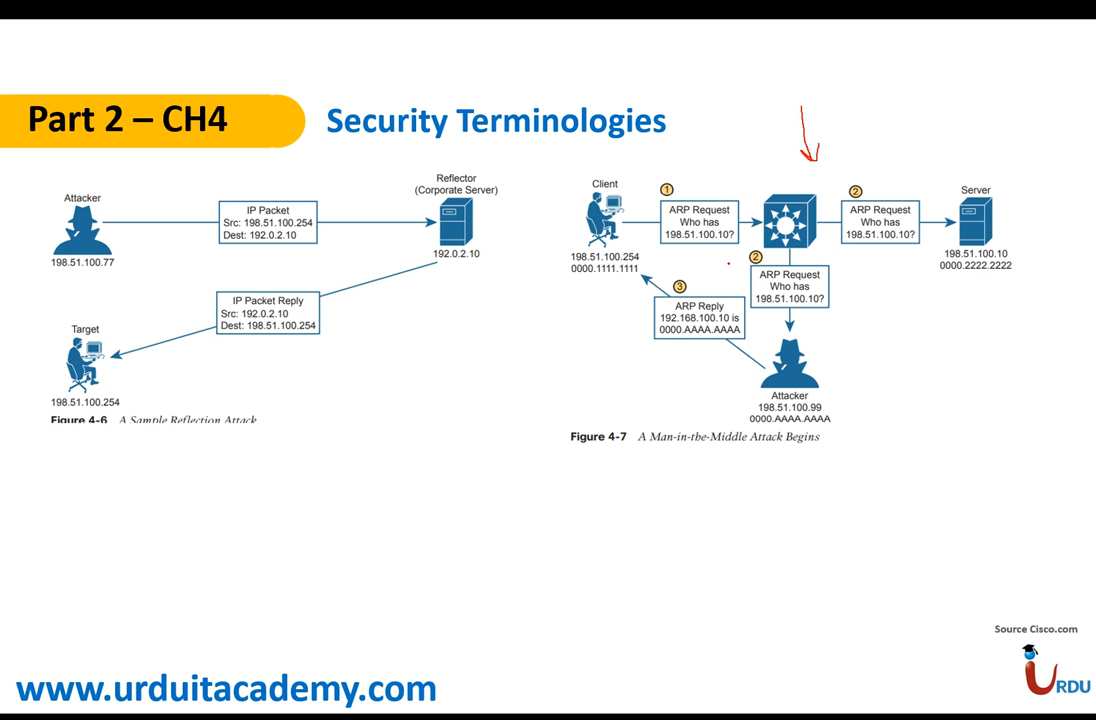 Part 2 – CH4
Security Terminologies
Attacker
198.51.100.77
IP Packet
Src: 198.51.100.254
Dest: 192.0.2.10
Reflector
(Corporate Server)
192.0.2.10
IP Packet Reply
Src: 192.0.2.10
Dest: 198.51.100.254
Target
198.51.100.254
Figure 4-6 A Sample Reflection Attack
Client
198.51.100.254
0000.1111.1111
1
ARP Request
Who has
198.51.100.10?
2
ARP Request
Who has
198.51.100.10?
Server
198.51.100.10
0000.2222.2222
2
ARP Request
Who has
198.51.100.10?
3
ARP Reply
192.168.100.10 is
0000.AAAA.AAAA
Attacker
198.51.100.99
0000.AAAA.AAAA
Figure 4-7 A Man-in-the-Middle Attack Begins
Source Cisco.com
www.urduitacademy.com
URDU